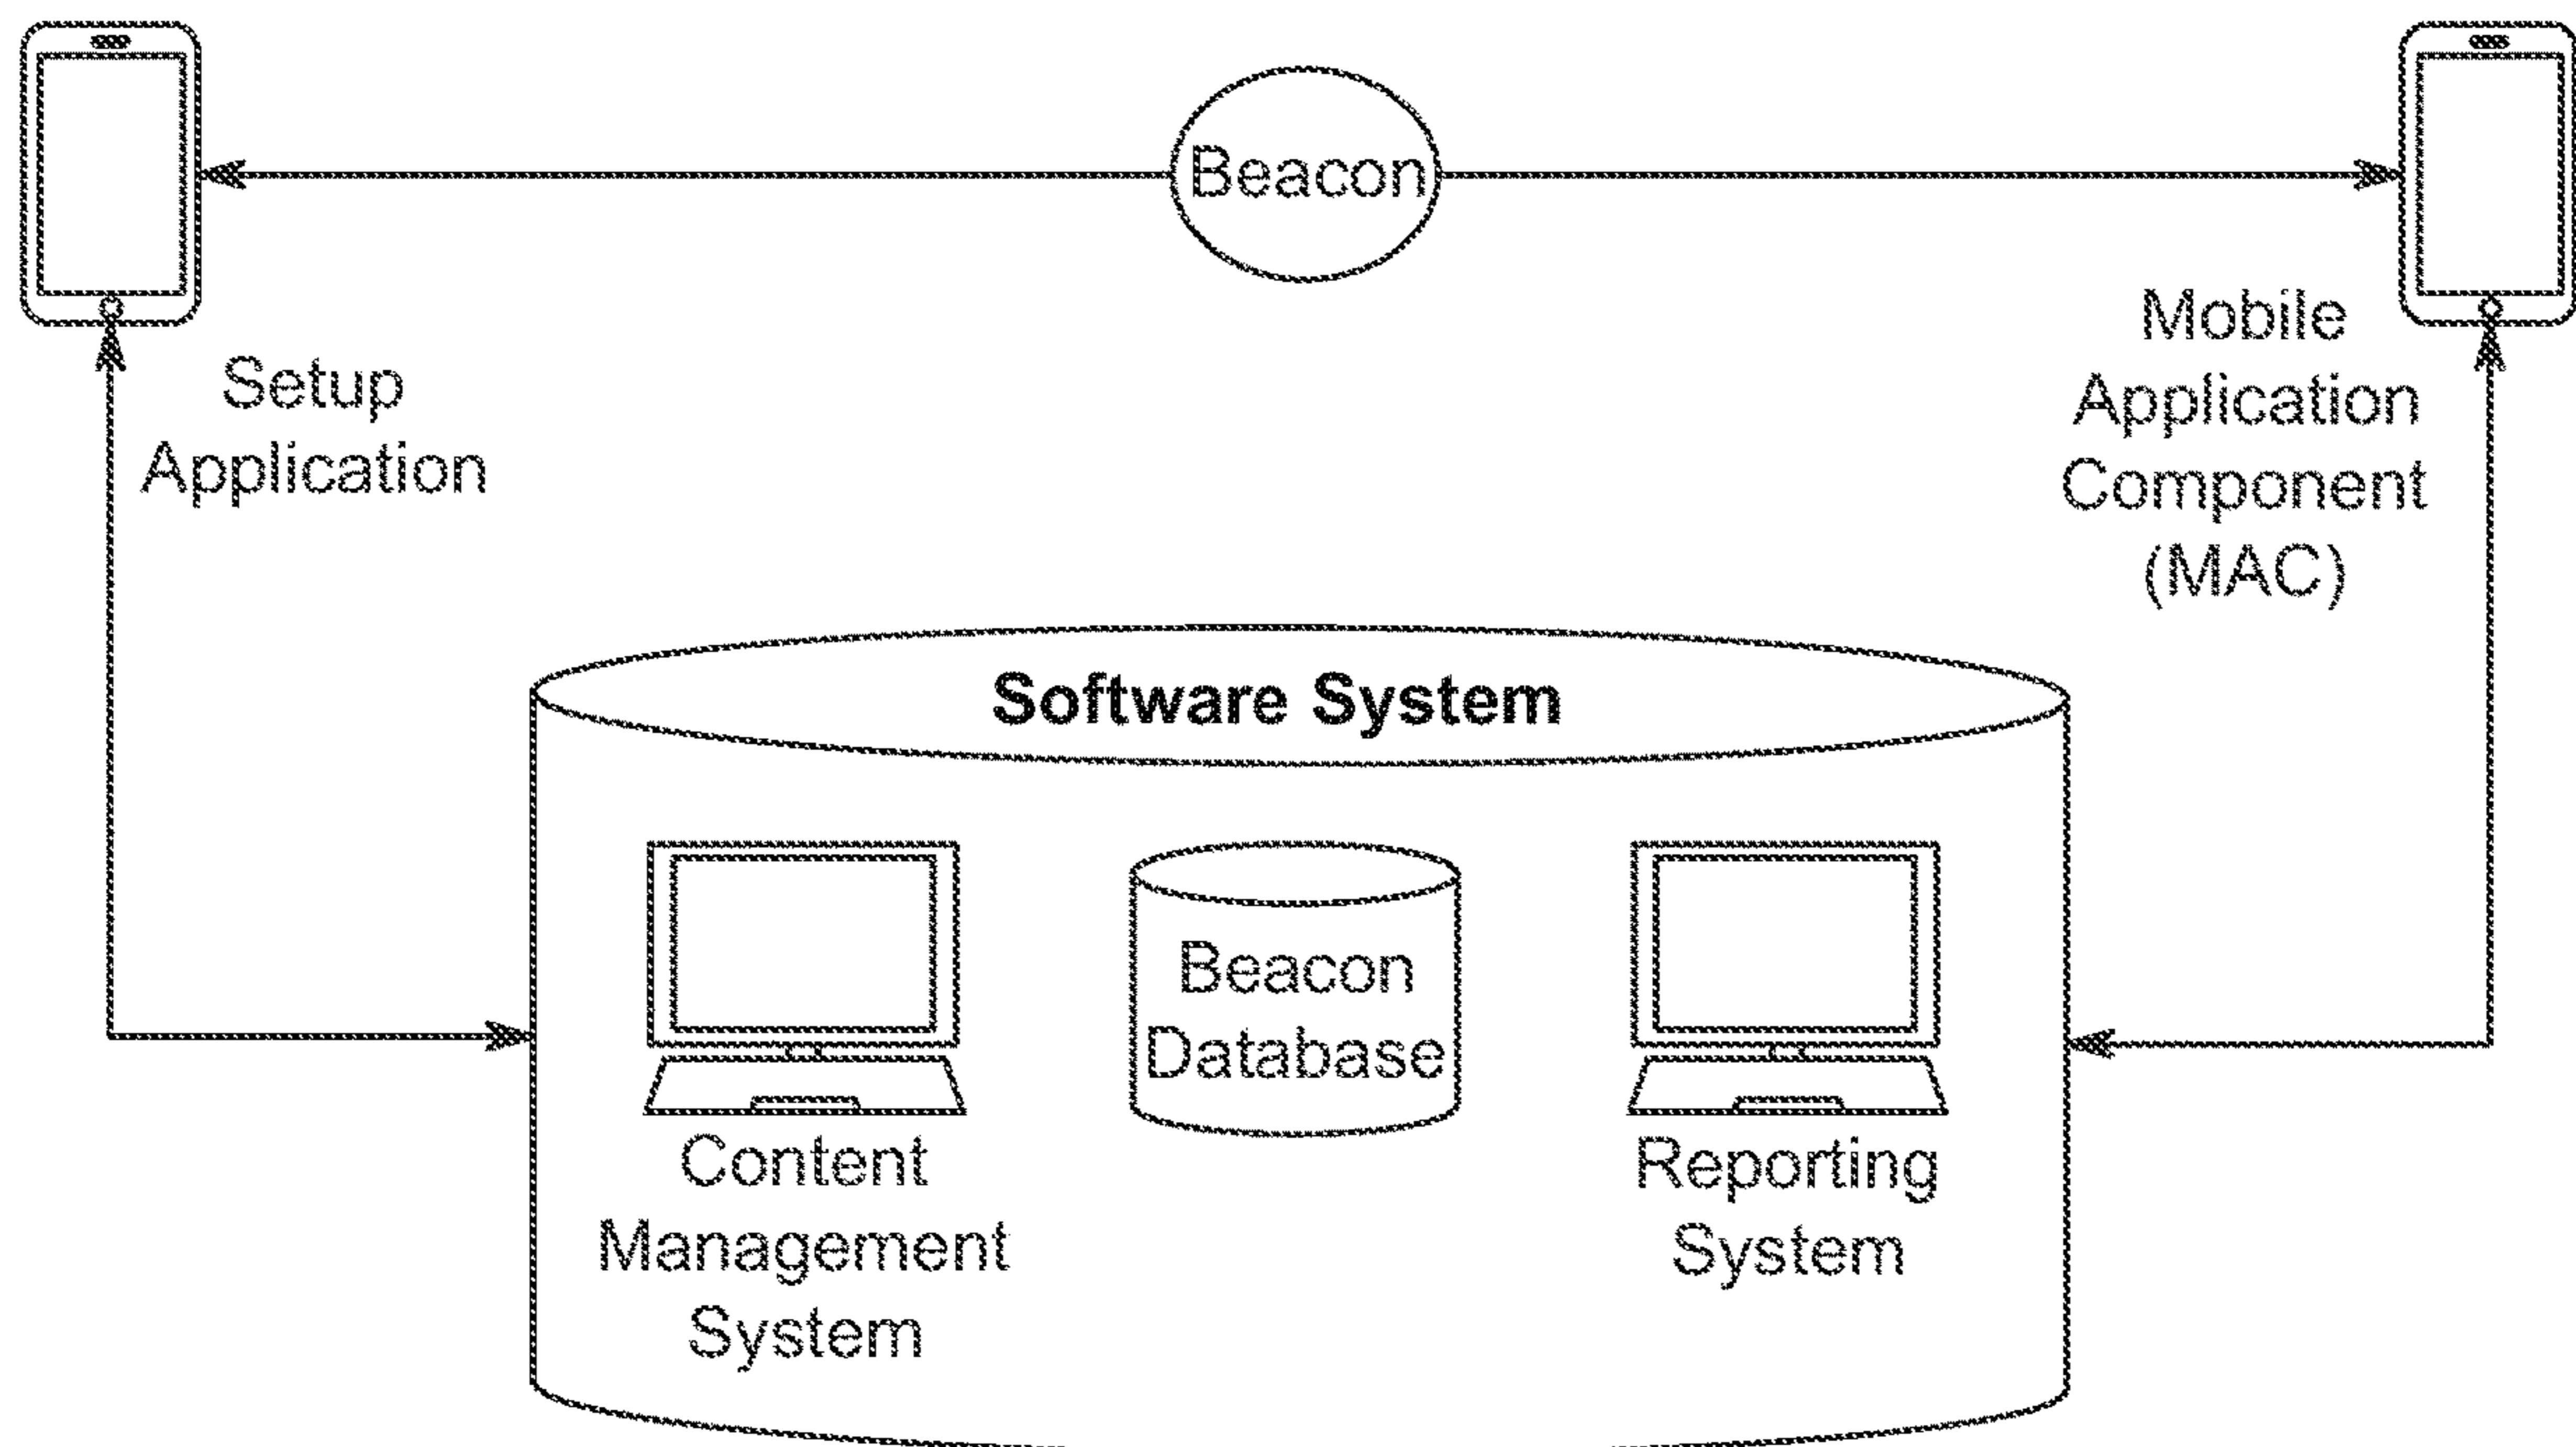 Beacon
Setup
Application
Mobile
Application
Component
(MAC)
Software System
Content
Management
System
Beacon
Database
Reporting
System